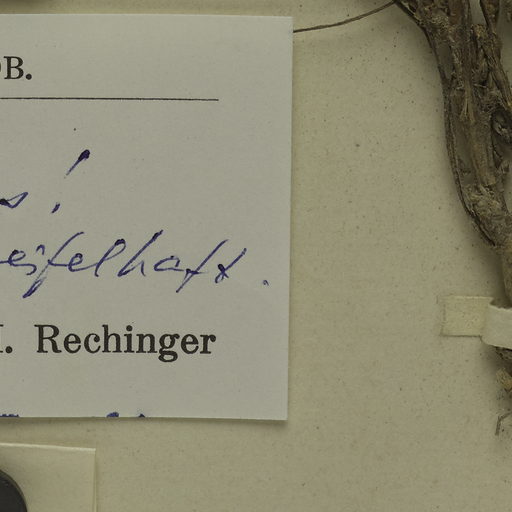 OB.
s!
eifelhaft.
I. Rechinger